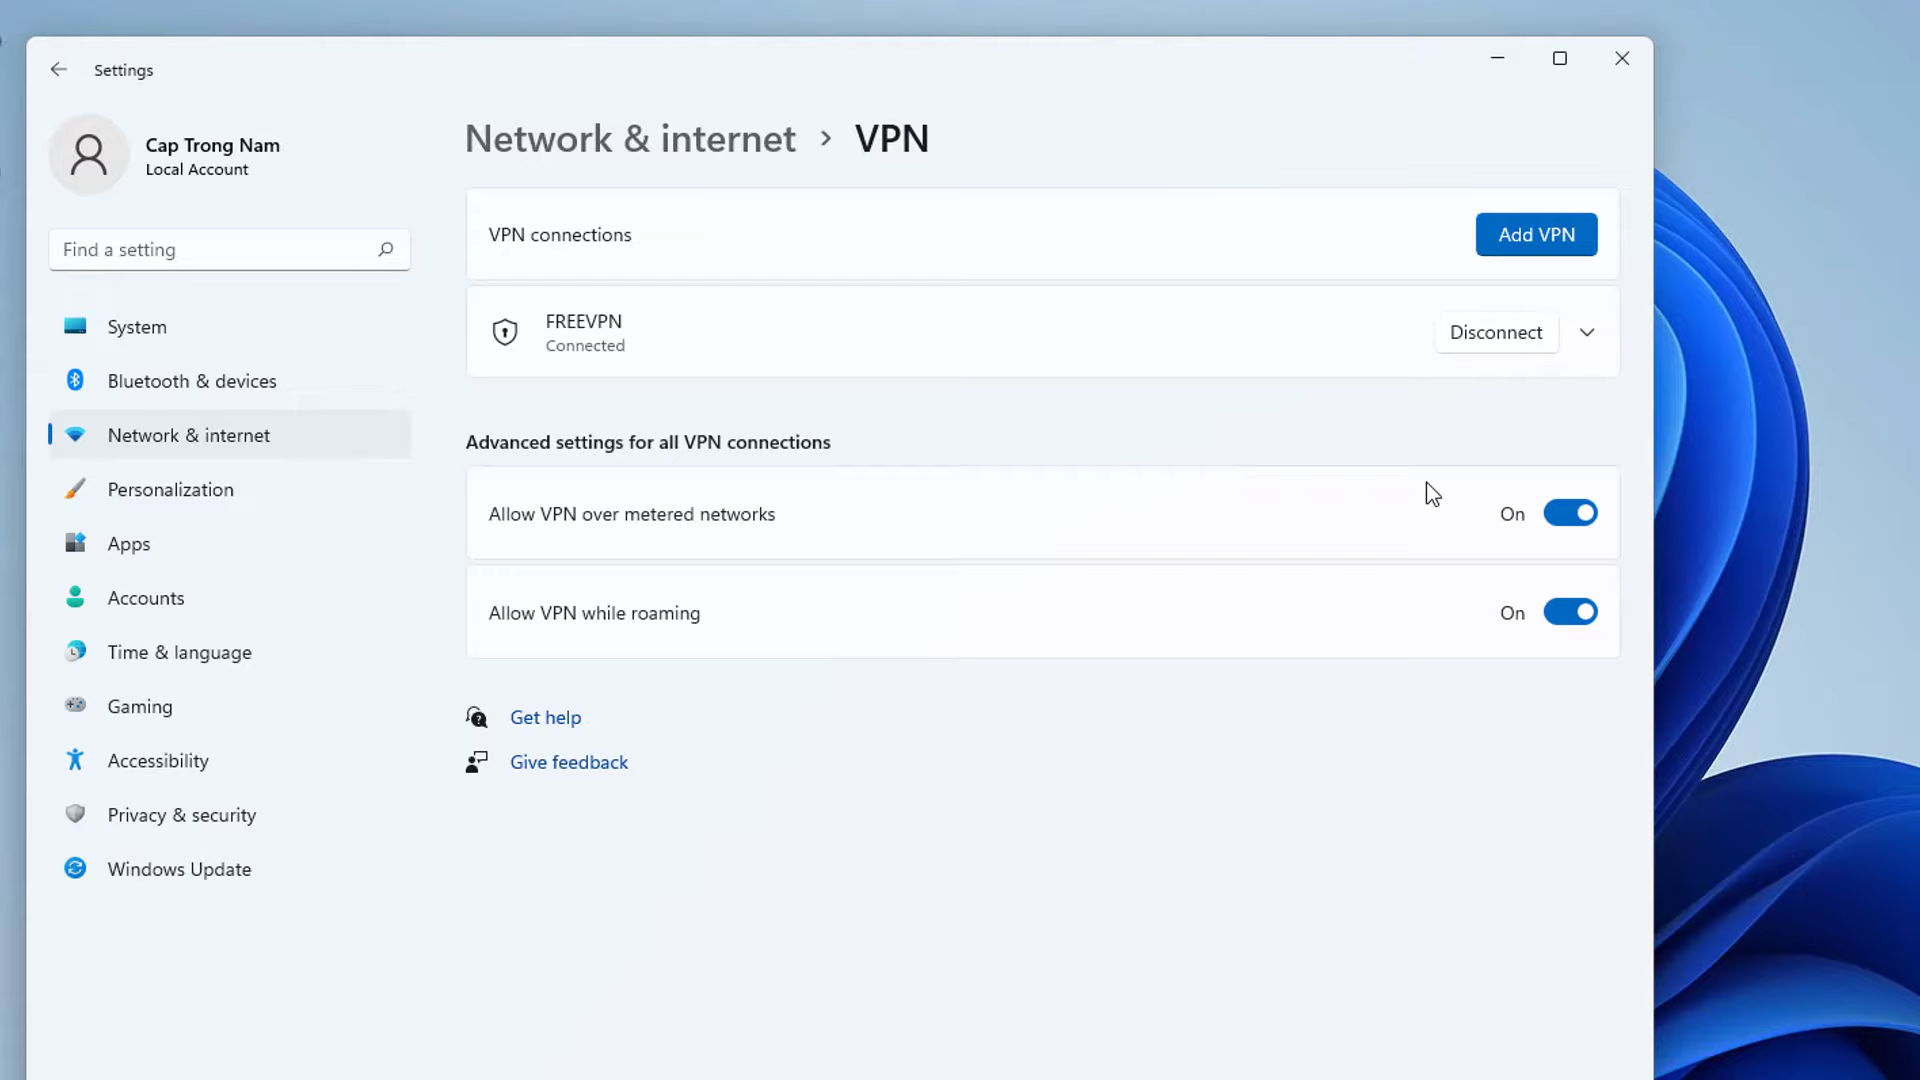 Settings
Cap Trong Nam
Local Account
Find a setting
System
Bluetooth & devices
Network & internet
Personalization
Apps
Accounts
Time & language
Gaming
Accessibility
Privacy & security
Windows Update
Network & internet › VPN
VPN connections
Add VPN
FREEVPN
Connected
Disconnect
Advanced settings for all VPN connections
Allow VPN over metered networks
On
Allow VPN while roaming
On
Get help
Give feedback